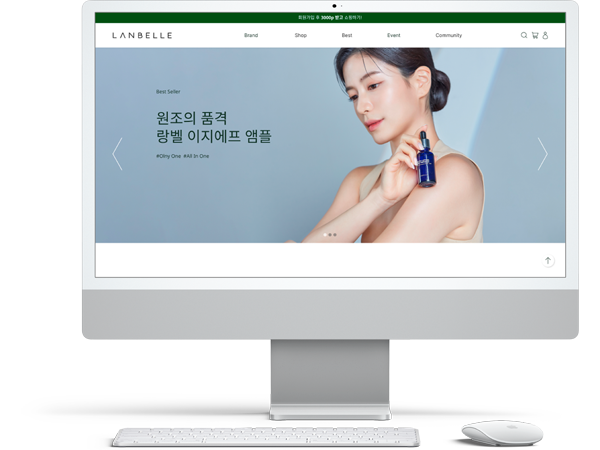 회원가입 후 3000p 받고 쇼핑하기!
LANBELLE
Brand Shop Best Event Community
Best Seller
원조의 품격
랑벨 이지에프 앰플
#Olny One #All In One